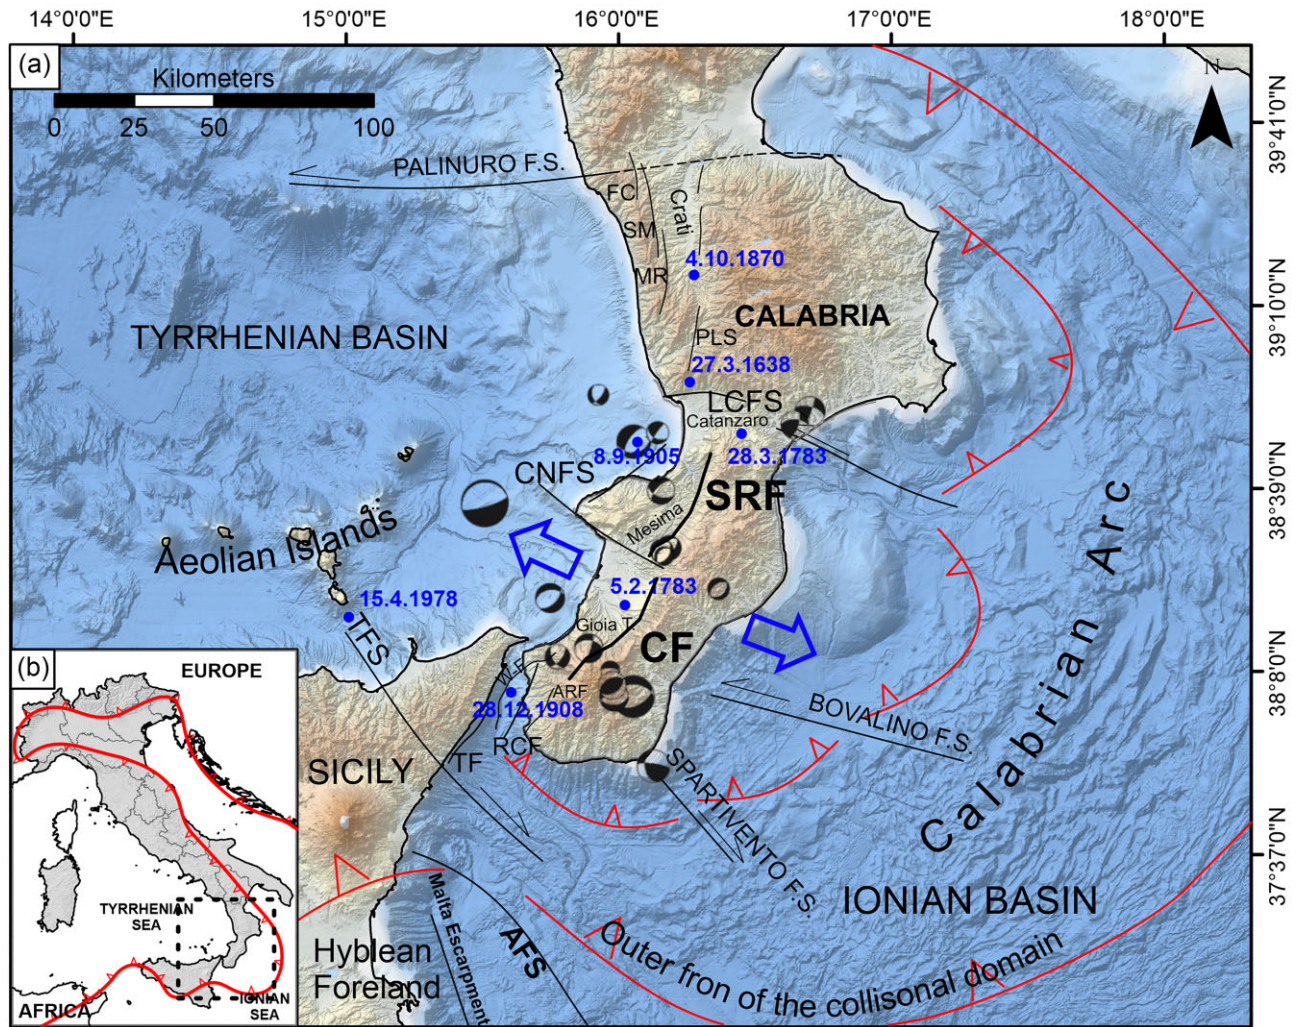 14°0'0"E
15°0'0"E
16°0'0"E
17°0'0"E
18°0'0"E
(a)
Kilometers
0 25 50 100
N
39°41'0"N
39°1'0"N
38°39'0"N
38°8'0"N
37°37'0"N
PALINURO F.S.
FC
Crati
SM
MR
4.10.1870
CALABRIA
TYRRHENIAN BASIN
PLS
27.3.1638
LCFS
Catanzaro
8.9.1905
28.3.1783
CNFS
SRF
Mesima
Aeolian Islands
Calabrian Arc
15.4.1978
5.2.1783
TFS
Gioia T.
CF
W-F
ARF
28.12.1908
BOVALINO F.S.
RCF
TF
SICILY
SPARTIVENTO F.S.
IONIAN BASIN
Malta Escarpment
AFS
Outer fron of the collisonal domain
Hyblean
Foreland
(b)
EUROPE
TYRRHENIAN
SEA
IONIAN
SEA
AFRICA